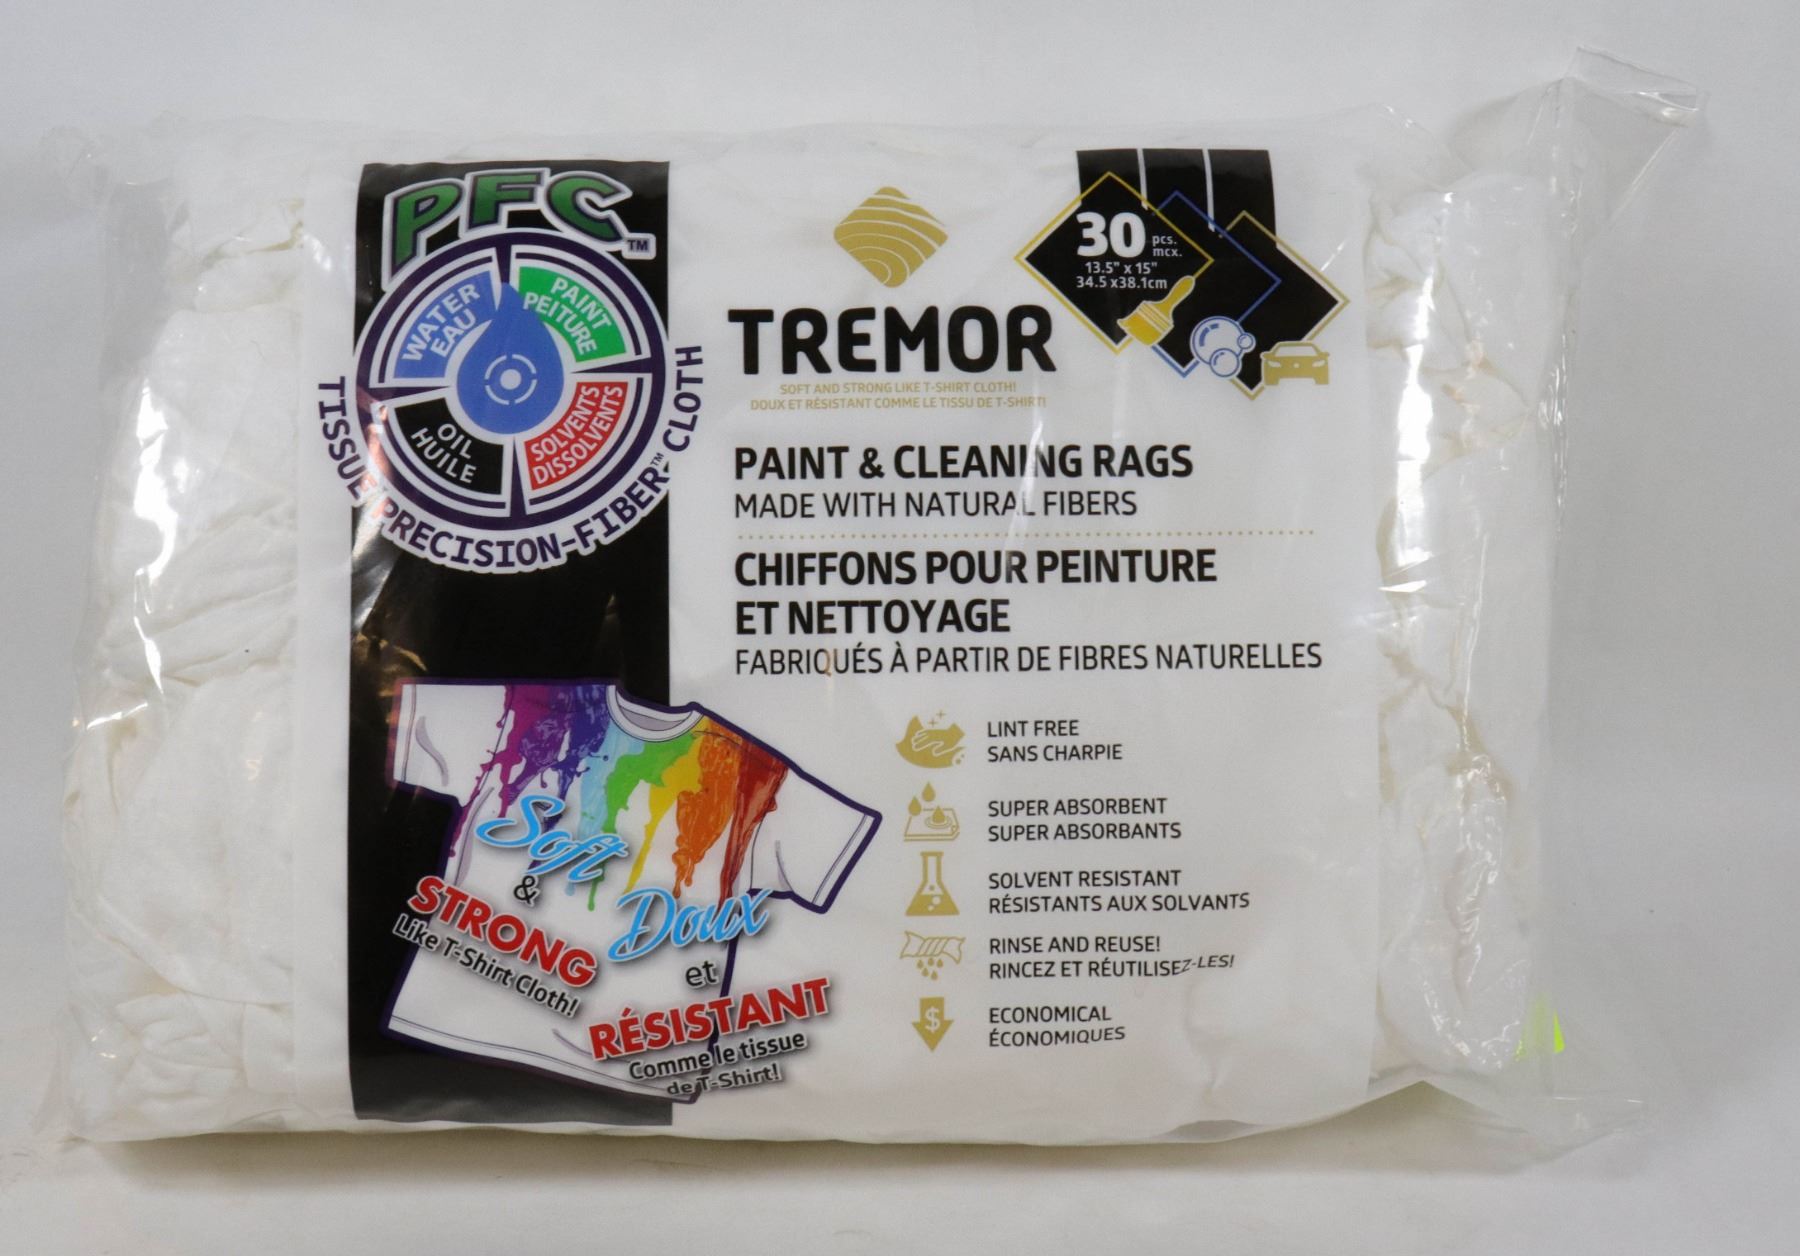 PFC™
WATER
EAU
PAINT
PEITURE
OIL
HUILE
SOLVENTS
DISSOLVENTS
TISSUE/PRECISION-FIBER™ CLOTH
TREMOR
SOFT AND STRONG LIKE T-SHIRT CLOTH!
DOUX ET RÉSISTANT COMME LE TISSU DE T-SHIRT!
30 pcs.
mcx.
13.5" x 15"
34.5 x38.1cm
PAINT & CLEANING RAGS
MADE WITH NATURAL FIBERS
CHIFFONS POUR PEINTURE
ET NETTOYAGE
FABRIQUÉS À PARTIR DE FIBRES NATURELLES
LINT FREE
SANS CHARPIE
SUPER ABSORBENT
SUPER ABSORBANTS
SOLVENT RESISTANT
RÉSISTANTS AUX SOLVANTS
RINSE AND REUSE!
RINCEZ ET RÉUTILISEZ-LES!
$
ECONOMICAL
ÉCONOMIQUES
Soft
&
STRONG
Like T-Shirt Cloth!
Doux
et
RÉSISTANT
Comme le tissue
de T-Shirt!